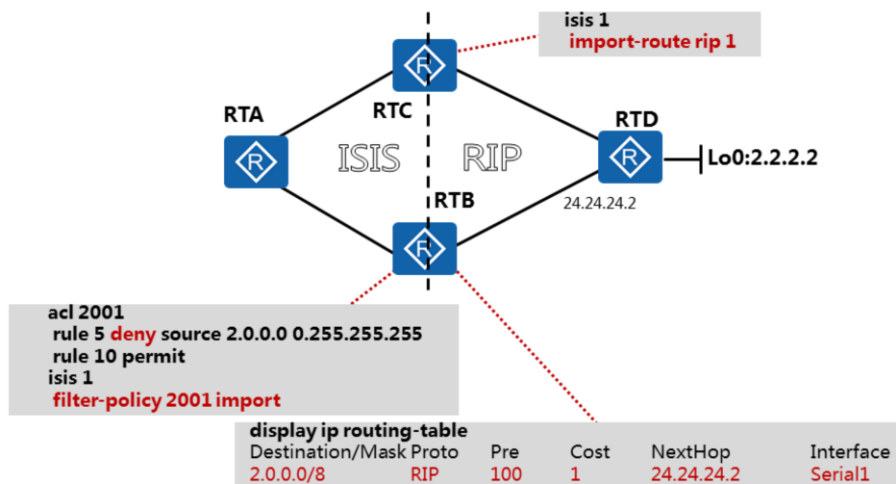 isis 1
import-route rip 1
R
RTC
RTA
R
ISIS
RIP
RTD
R
Lo0:2.2.2.2
24.24.24.2
RTB
R
acl 2001
rule 5 deny source 2.0.0.0 0.255.255.255
rule 10 permit
isis 1
filter-policy 2001 import
display ip routing-table
Destination/Mask Proto Pre Cost NextHop Interface
2.0.0.0/8 RIP 100 1 24.24.24.2 Serial1